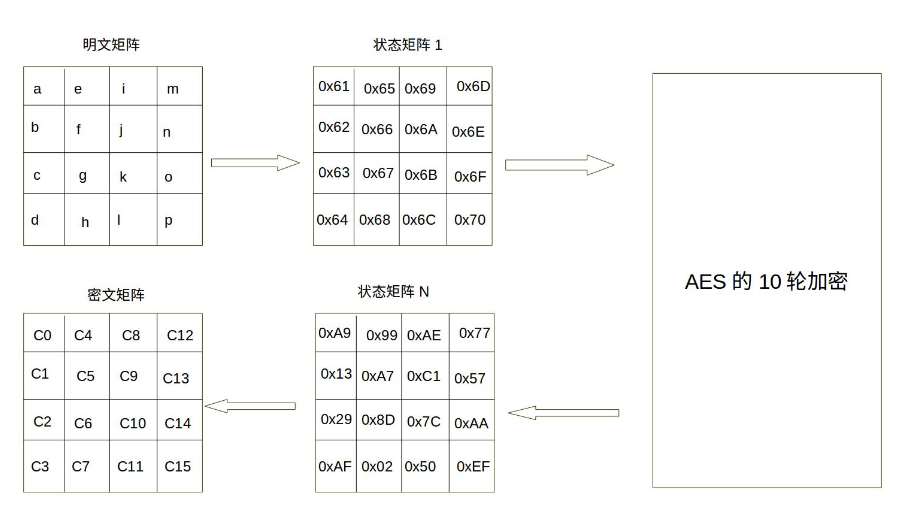 明文矩阵
a e i m
b f j n
c g k o
d h l p
状态矩阵 1
0x61 0x65 0x69 0x6D
0x62 0x66 0x6A 0x6E
0x63 0x67 0x6B 0x6F
0x64 0x68 0x6C 0x70
AES 的 10 轮加密
状态矩阵 N
0xA9 0x99 0xAE 0x77
0x13 0xA7 0xC1 0x57
0x29 0x8D 0x7C 0xAA
0xAF 0x02 0x50 0xEF
密文矩阵
C0 C4 C8 C12
C1 C5 C9 C13
C2 C6 C10 C14
C3 C7 C11 C15